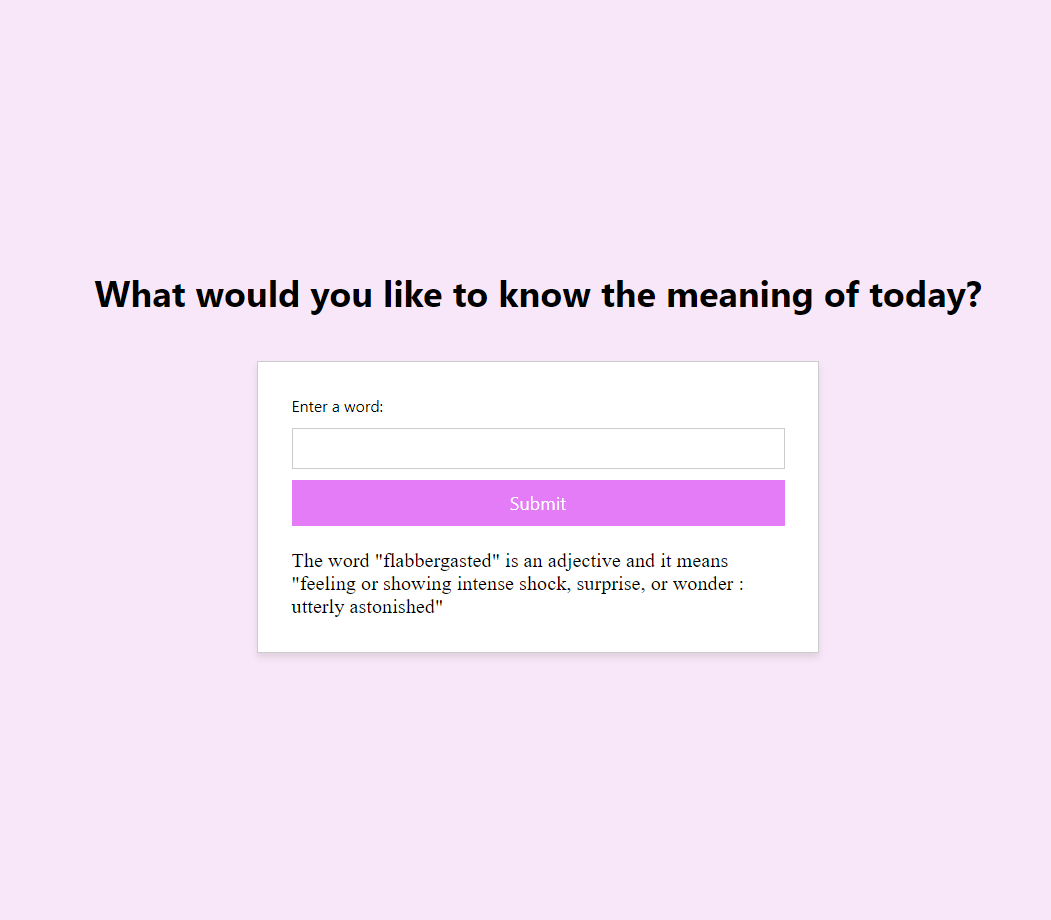 What would you like to know the meaning of today?
Enter a word:
Submit
The word "flabbergasted" is an adjective and it means
"feeling or showing intense shock, surprise, or wonder :
utterly astonished"